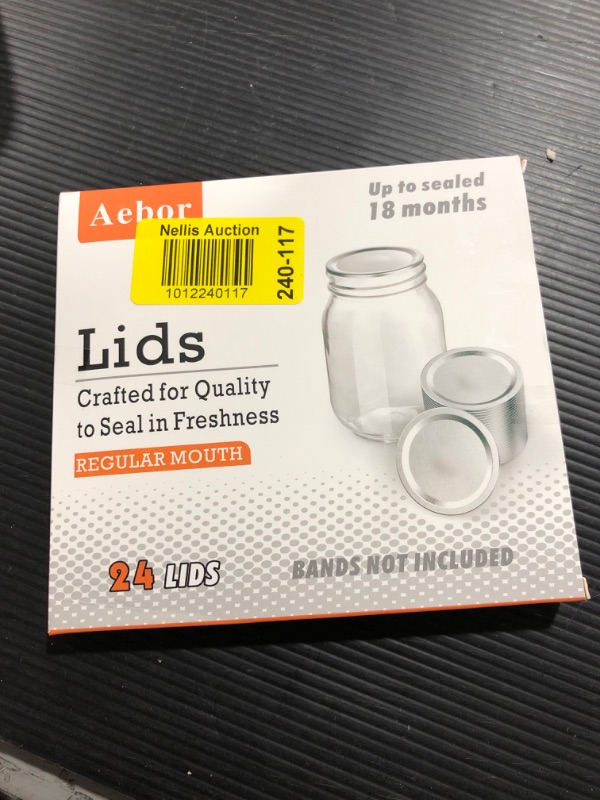 Aebor
Up to sealed
18 months
Nellis Auction
1012240117
240-117
Lids
Crafted for Quality
to Seal in Freshness
REGULAR MOUTH
24 LIDS
BANDS NOT INCLUDED